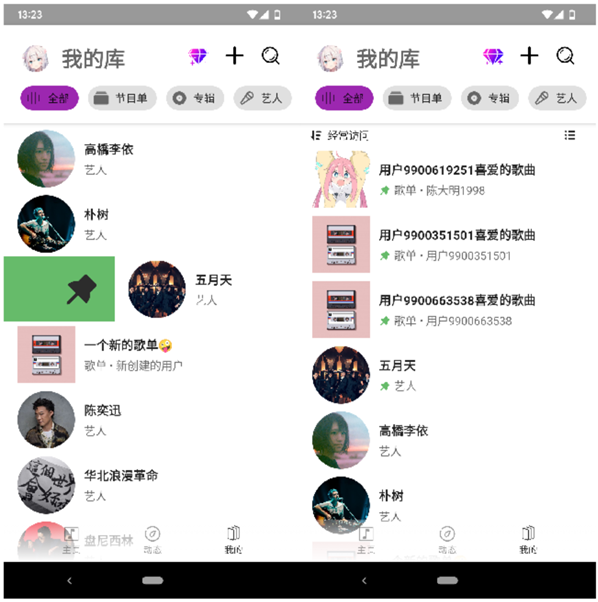 13:23
我的库
全部
节目单
专辑
艺人
高橋李依
艺人
朴树
艺人
五月天
艺人
一个新的歌单🤪
歌单 · 新创建的用户
陈奕迅
艺人
华北浪漫革命
艺人
盘尼西林
主页
动态
我的
13:23
我的库
全部
节目单
专辑
艺人
经常访问
用户9900619251喜爱的歌曲
歌单 · 陈大明1998
用户9900351501喜爱的歌曲
歌单 · 用户9900351501
用户9900663538喜爱的歌曲
歌单 · 用户9900663538
五月天
艺人
高橋李依
艺人
朴树
艺人
主页
动态
我的